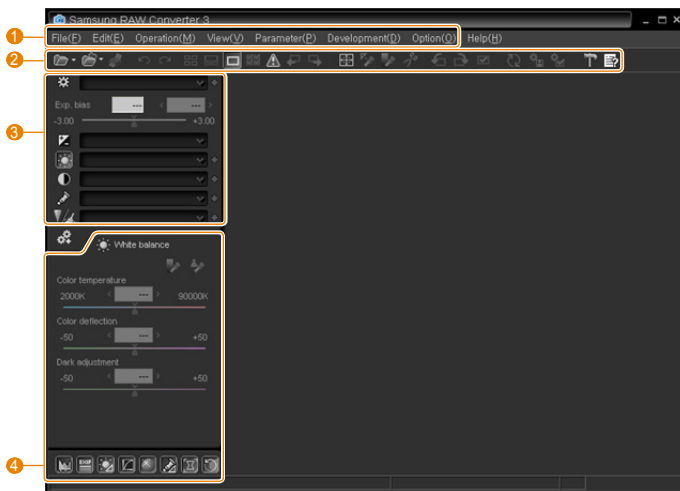 Samsung RAW Converter 3
1 File(F) Edit(E) Operation(M) View(V) Parameter(P) Development(D) Option(O) Help(H)
2
3
Exp. bias --- ---
-3.00 +3.00
White balance
Color temperature
2000K --- 90000K
Color deflection
-50 --- +50
Dark adjustment
-50 --- +50
4